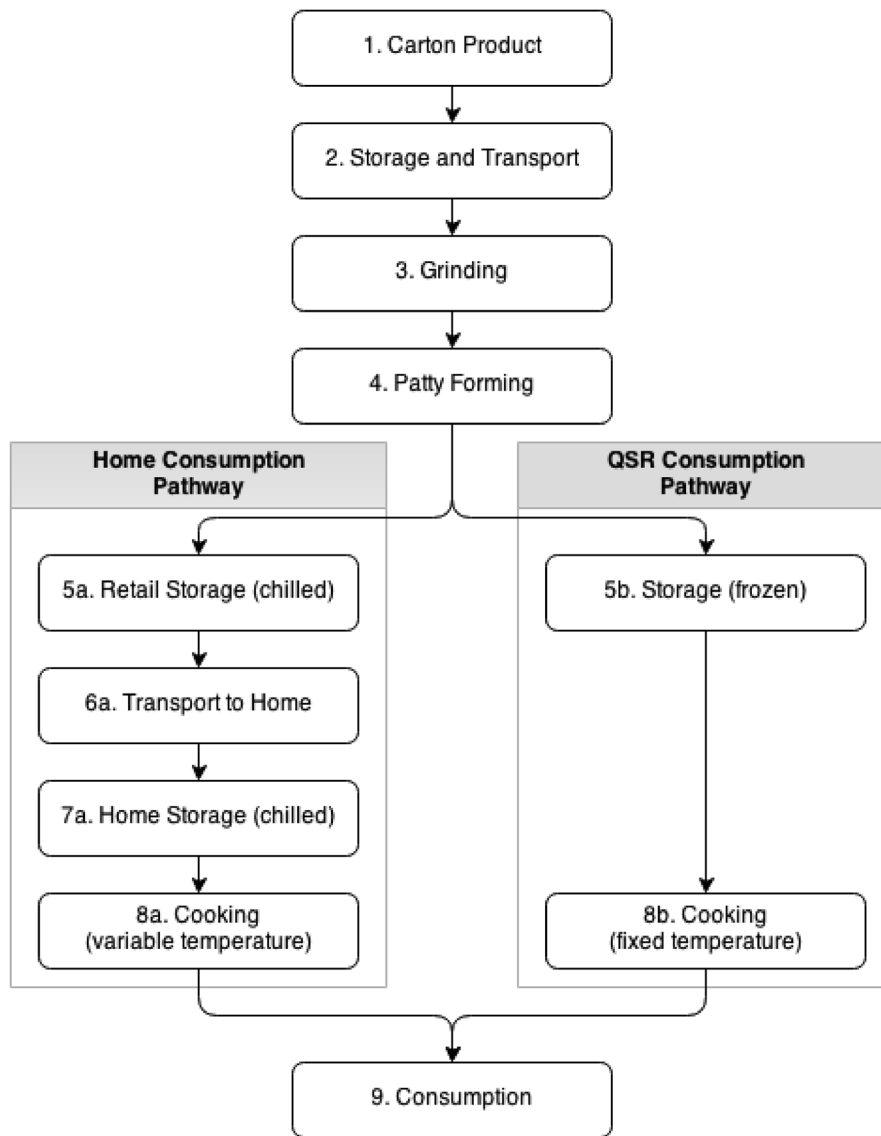 1. Carton Product
2. Storage and Transport
3. Grinding
4. Patty Forming
Home Consumption
Pathway
5a. Retail Storage (chilled)
6a. Transport to Home
7a. Home Storage (chilled)
8a. Cooking
(variable temperature)
QSR Consumption
Pathway
5b. Storage (frozen)
8b. Cooking
(fixed temperature)
9. Consumption